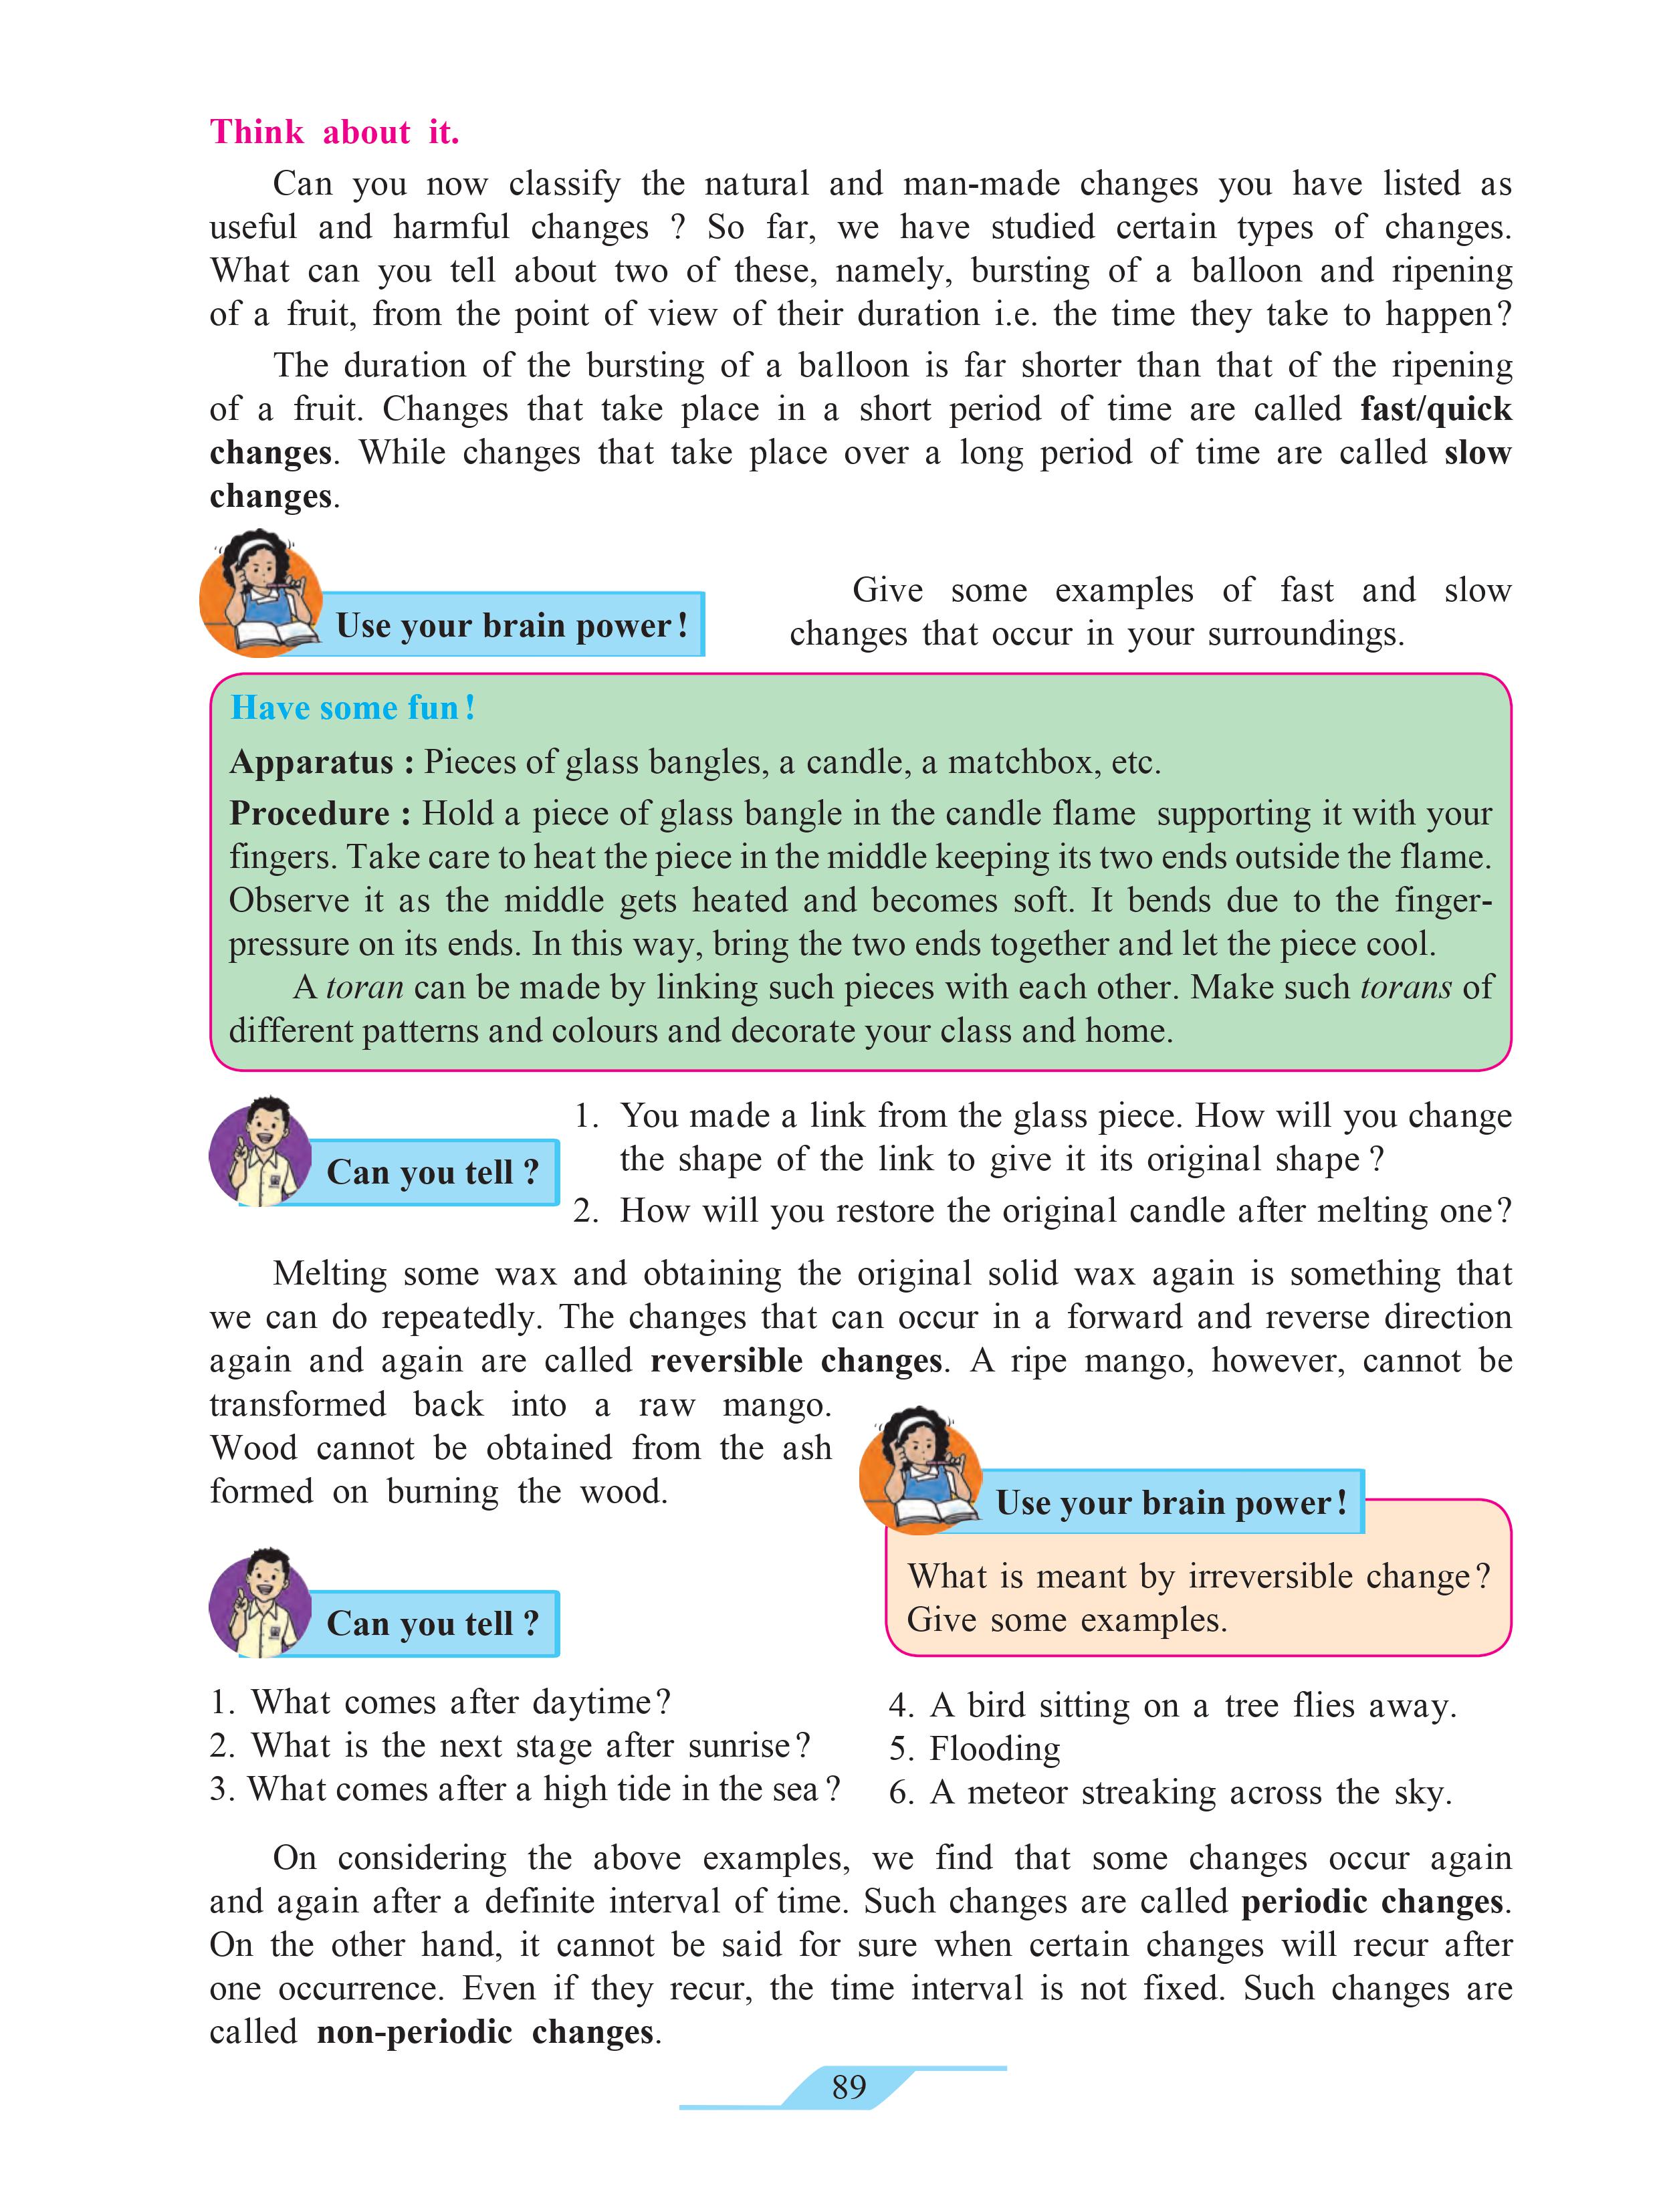 Think about it.
Can you now classify the natural and man-made changes you have listed as
useful and harmful changes ? So far, we have studied certain types of changes.
What can you tell about two of these, namely, bursting of a balloon and ripening
of a fruit, from the point of view of their duration i.e. the time they take to happen?
The duration of the bursting of a balloon is far shorter than that of the ripening
of a fruit. Changes that take place in a short period of time are called fast/quick
changes. While changes that take place over a long period of time are called slow
changes.
Use your brain power!
Give some examples of fast and slow
changes that occur in your surroundings.
Have some fun!
Apparatus : Pieces of glass bangles, a candle, a matchbox, etc.
Procedure : Hold a piece of glass bangle in the candle flame supporting it with your
fingers. Take care to heat the piece in the middle keeping its two ends outside the flame.
Observe it as the middle gets heated and becomes soft. It bends due to the finger-
pressure on its ends. In this way, bring the two ends together and let the piece cool.
A toran can be made by linking such pieces with each other. Make such torans of
different patterns and colours and decorate your class and home.
Can you tell ?
1. You made a link from the glass piece. How will you change
the shape of the link to give it its original shape ?
2. How will you restore the original candle after melting one?
Melting some wax and obtaining the original solid wax again is something that
we can do repeatedly. The changes that can occur in a forward and reverse direction
again and again are called reversible changes. A ripe mango, however, cannot be
transformed back into a raw mango.
Wood cannot be obtained from the ash
formed on burning the wood.
Use your brain power!
What is meant by irreversible change?
Give some examples.
Can you tell ?
1. What comes after daytime?
2. What is the next stage after sunrise?
3. What comes after a high tide in the sea?
4. A bird sitting on a tree flies away.
5. Flooding
6. A meteor streaking across the sky.
On considering the above examples, we find that some changes occur again
and again after a definite interval of time. Such changes are called periodic changes.
On the other hand, it cannot be said for sure when certain changes will recur after
one occurrence. Even if they recur, the time interval is not fixed. Such changes are
called non-periodic changes.
89